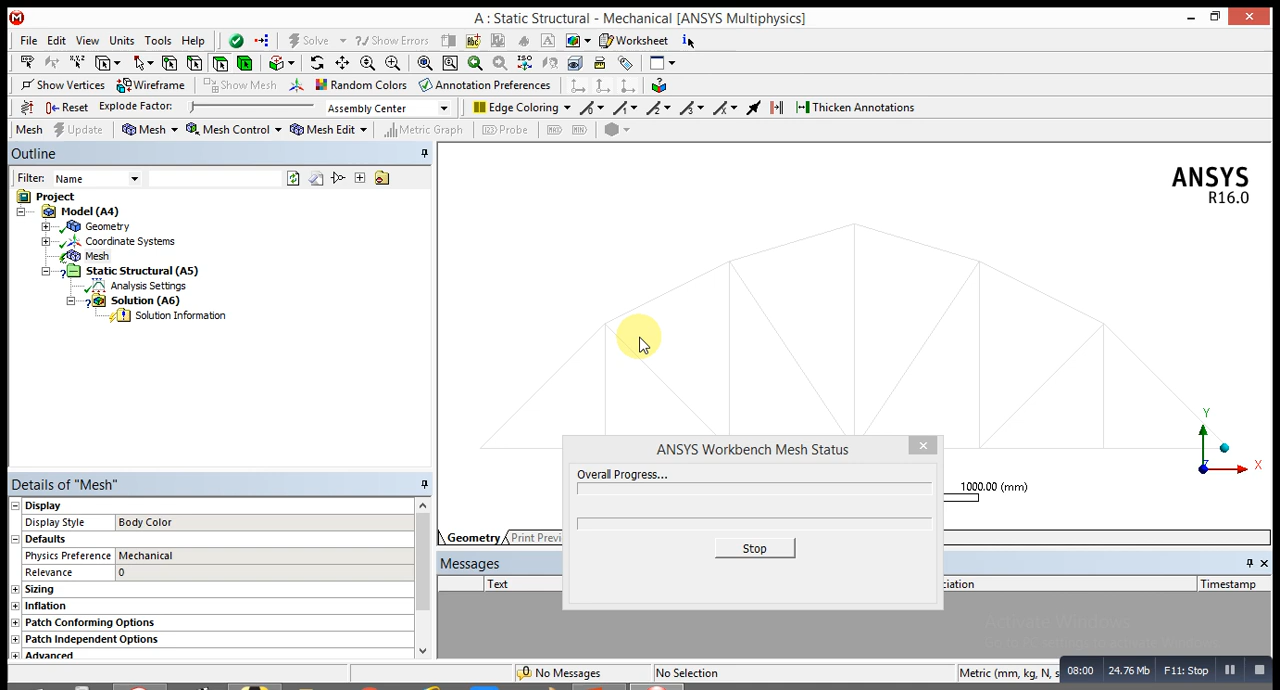 A : Static Structural - Mechanical [ANSYS Multiphysics]
File Edit View Units Tools Help Solve ?/ Show Errors Worksheet
Show Vertices Wireframe Show Mesh Random Colors Annotation Preferences
Reset Explode Factor: Assembly Center Edge Coloring Thicken Annotations
Mesh Update Mesh Mesh Control Mesh Edit Metric Graph Probe
Outline
Filter: Name
Project
Model (A4)
Geometry
Coordinate Systems
Mesh
Static Structural (A5)
Analysis Settings
Solution (A6)
Solution Information
Details of "Mesh"
Display
Display Style Body Color
Defaults
Physics Preference Mechanical
Relevance 0
Sizing
Inflation
Patch Conforming Options
Patch Independent Options
Advanced
ANSYS
R16.0
Y
X
Z
1000.00 (mm)
ANSYS Workbench Mesh Status
Overall Progress...
Stop
Geometry Print Previ
Messages
Text ciation Timestamp
Activate Windows
No Messages No Selection Metric (mm, kg, N, s
08:00 24.76 Mb F11: Stop